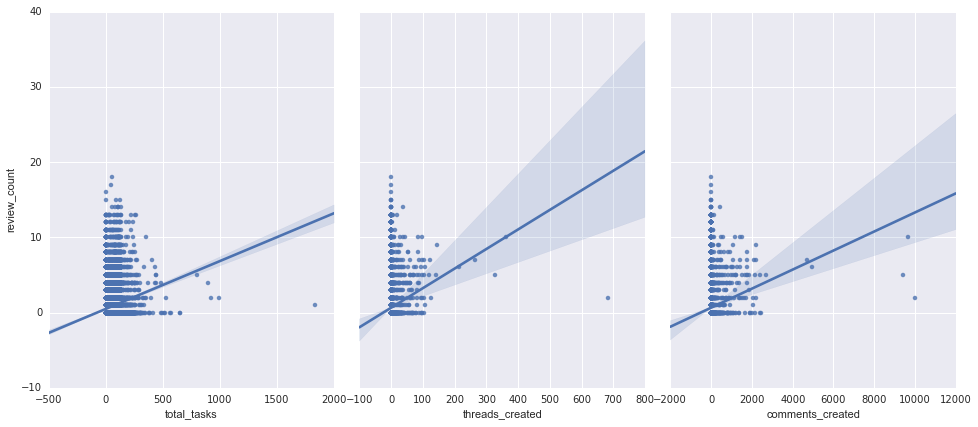 40
30
20
10
0
−10
review_count
−500 0 500 1000 1500 2000
total_tasks
−100 0 100 200 300 400 500 600 700 800
threads_created
−2000 0 2000 4000 6000 8000 10000 12000
comments_created